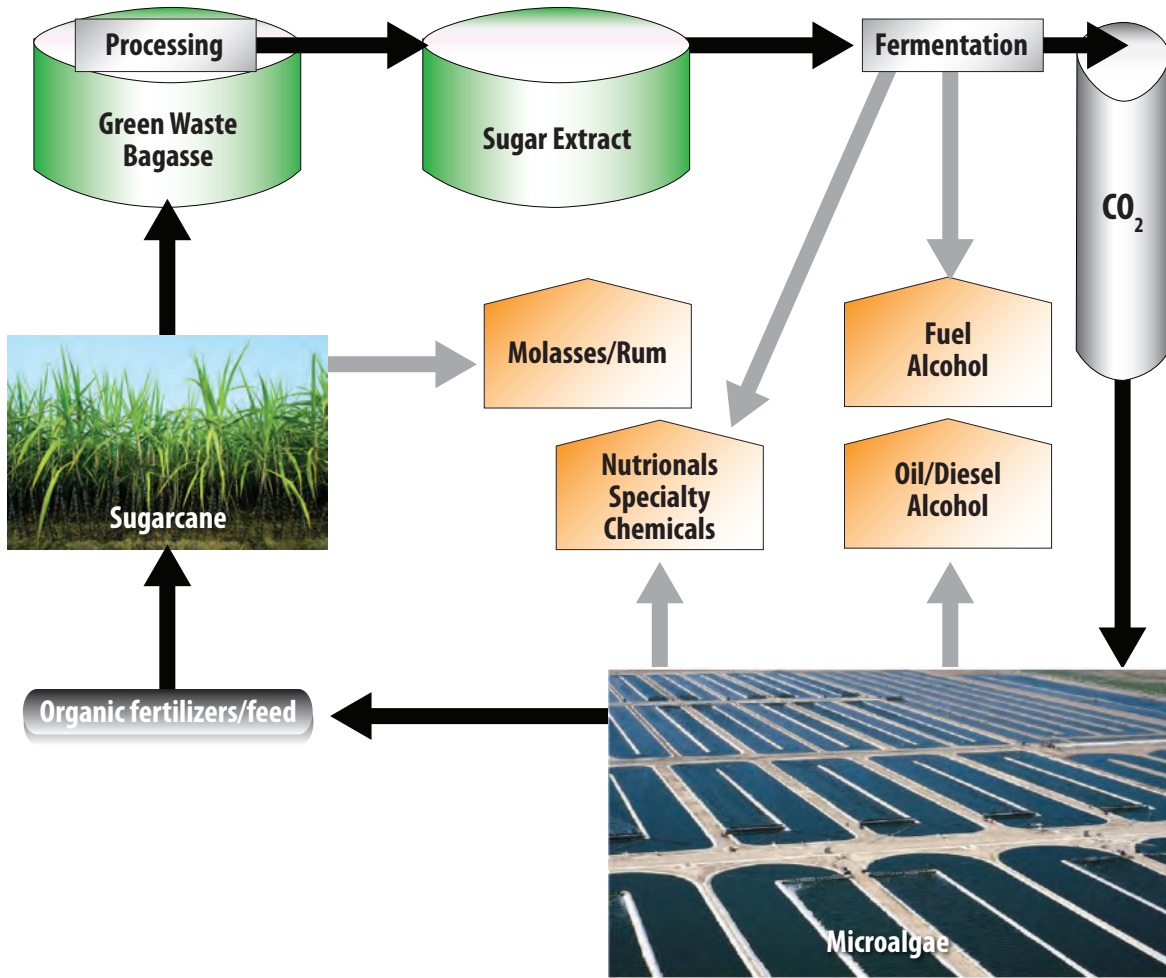 Processing
Green Waste
Bagasse
Sugar Extract
Fermentation
CO₂
Molasses/Rum
Fuel
Alcohol
Nutrionals
Specialty
Chemicals
Oil/Diesel
Alcohol
Sugarcane
Organic fertilizers/feed
Microalgae